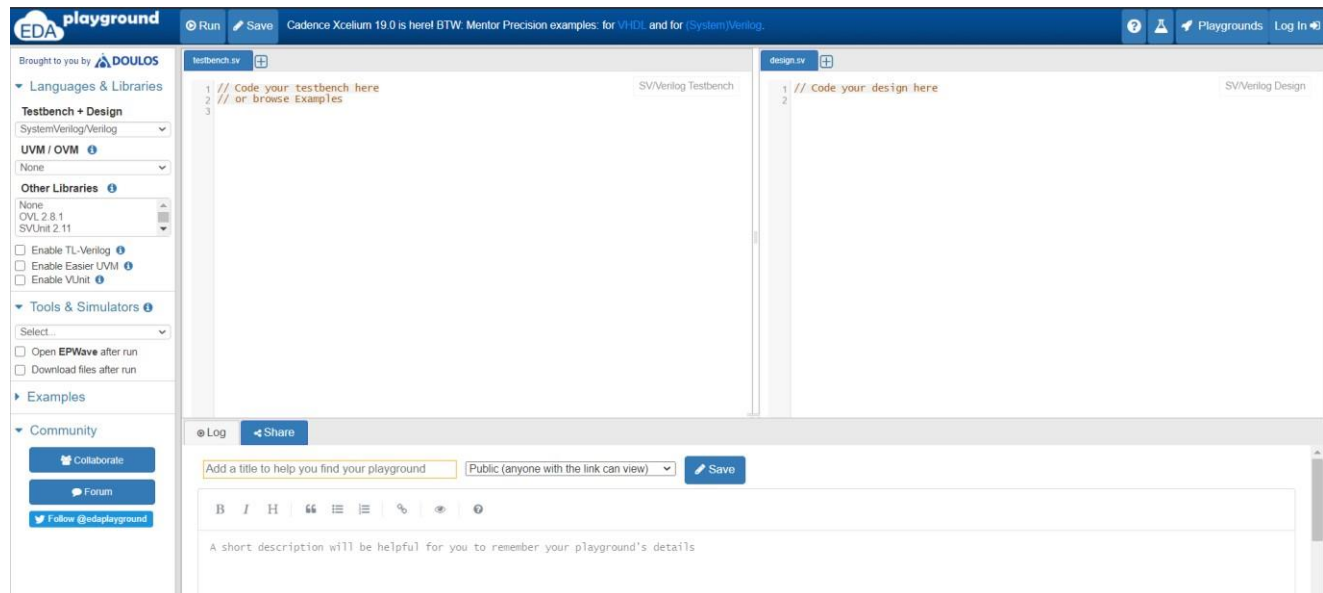 EDA playground
Run
Save
Cadence Xcelium 19.0 is here! BTW: Mentor Precision examples: for VHDL and for (System)Verilog.
Playgrounds
Log In
Brought to you by DOULOS
Languages & Libraries
Testbench + Design
SystemVerilog/Verilog
UVM / OVM
None
Other Libraries
None
OVL 2.8.1
SVUnit 2.11
Enable TL-Verilog
Enable Easier UVM
Enable VUnit
Tools & Simulators
Select...
Open EPWave after run
Download files after run
Examples
Community
Collaborate
Forum
Follow @edaplayground
testbench.sv
SV/Verilog Testbench
1 // Code your testbench here
2 // or browse Examples
3
design.sv
SV/Verilog Design
1 // Code your design here
2
Log
Share
Add a title to help you find your playground
Public (anyone with the link can view)
Save
B I H
A short description will be helpful for you to remember your playground's details